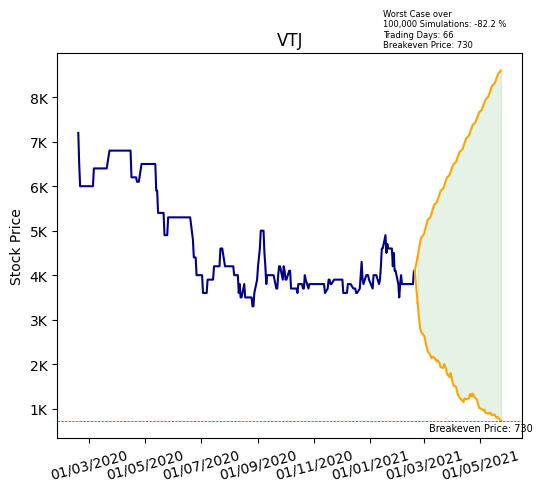 Worst Case over
100,000 Simulations: -82.2 %
Trading Days: 66
Breakeven Price: 730
VTJ
Stock Price
8K
7K
6K
5K
4K
3K
2K
1K
Breakeven Price: 730
01/03/2020
01/05/2020
01/07/2020
01/09/2020
01/11/2020
01/01/2021
01/03/2021
01/05/2021